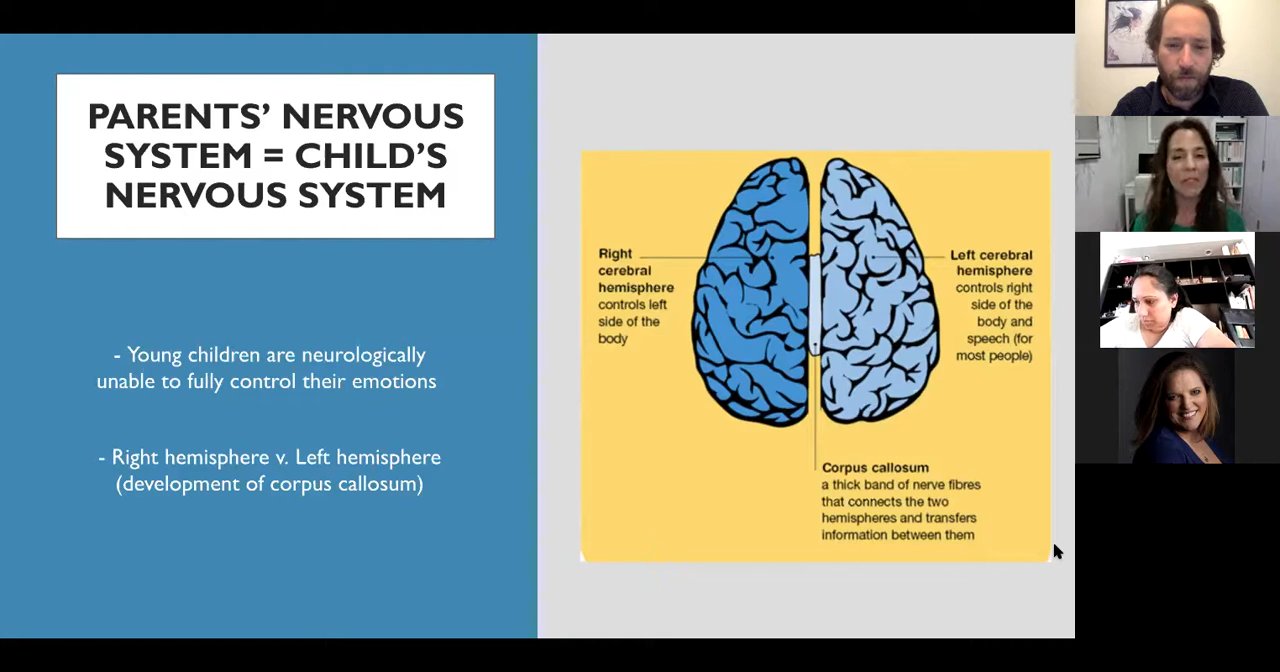 PARENTS’ NERVOUS
SYSTEM = CHILD’S
NERVOUS SYSTEM
- Young children are neurologically
unable to fully control their emotions
- Right hemisphere v. Left hemisphere
(development of corpus callosum)
Right
cerebral
hemisphere
controls left
side of the
body
Left cerebral
hemisphere
controls right
side of the
body and
speech (for
most people)
Corpus callosum
a thick band of nerve fibres
that connects the two
hemispheres and transfers
information between them